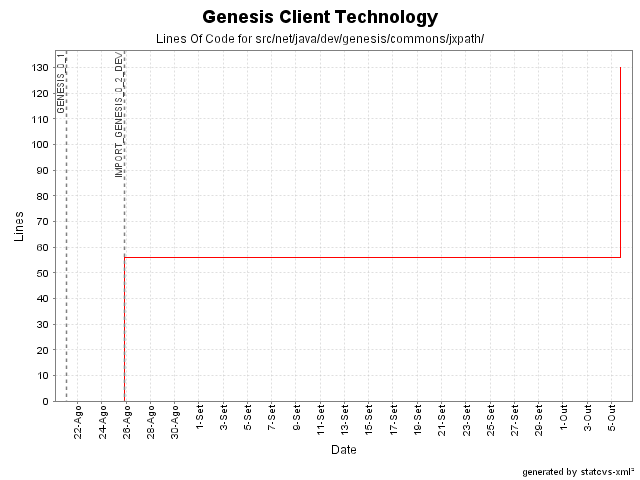 Genesis Client Technology
Lines Of Code for src/net/java/dev/genesis/commons/jxpath/
GENESIS_0_1
IMPORT_GENESIS_0_2_DEV
Lines
130
120
110
100
90
80
70
60
50
40
30
20
10
0
22-Ago
24-Ago
26-Ago
28-Ago
30-Ago
1-Set
3-Set
5-Set
7-Set
9-Set
11-Set
13-Set
15-Set
17-Set
19-Set
21-Set
23-Set
25-Set
27-Set
29-Set
1-Out
3-Out
5-Out
Date
generated by statcvs-xml²